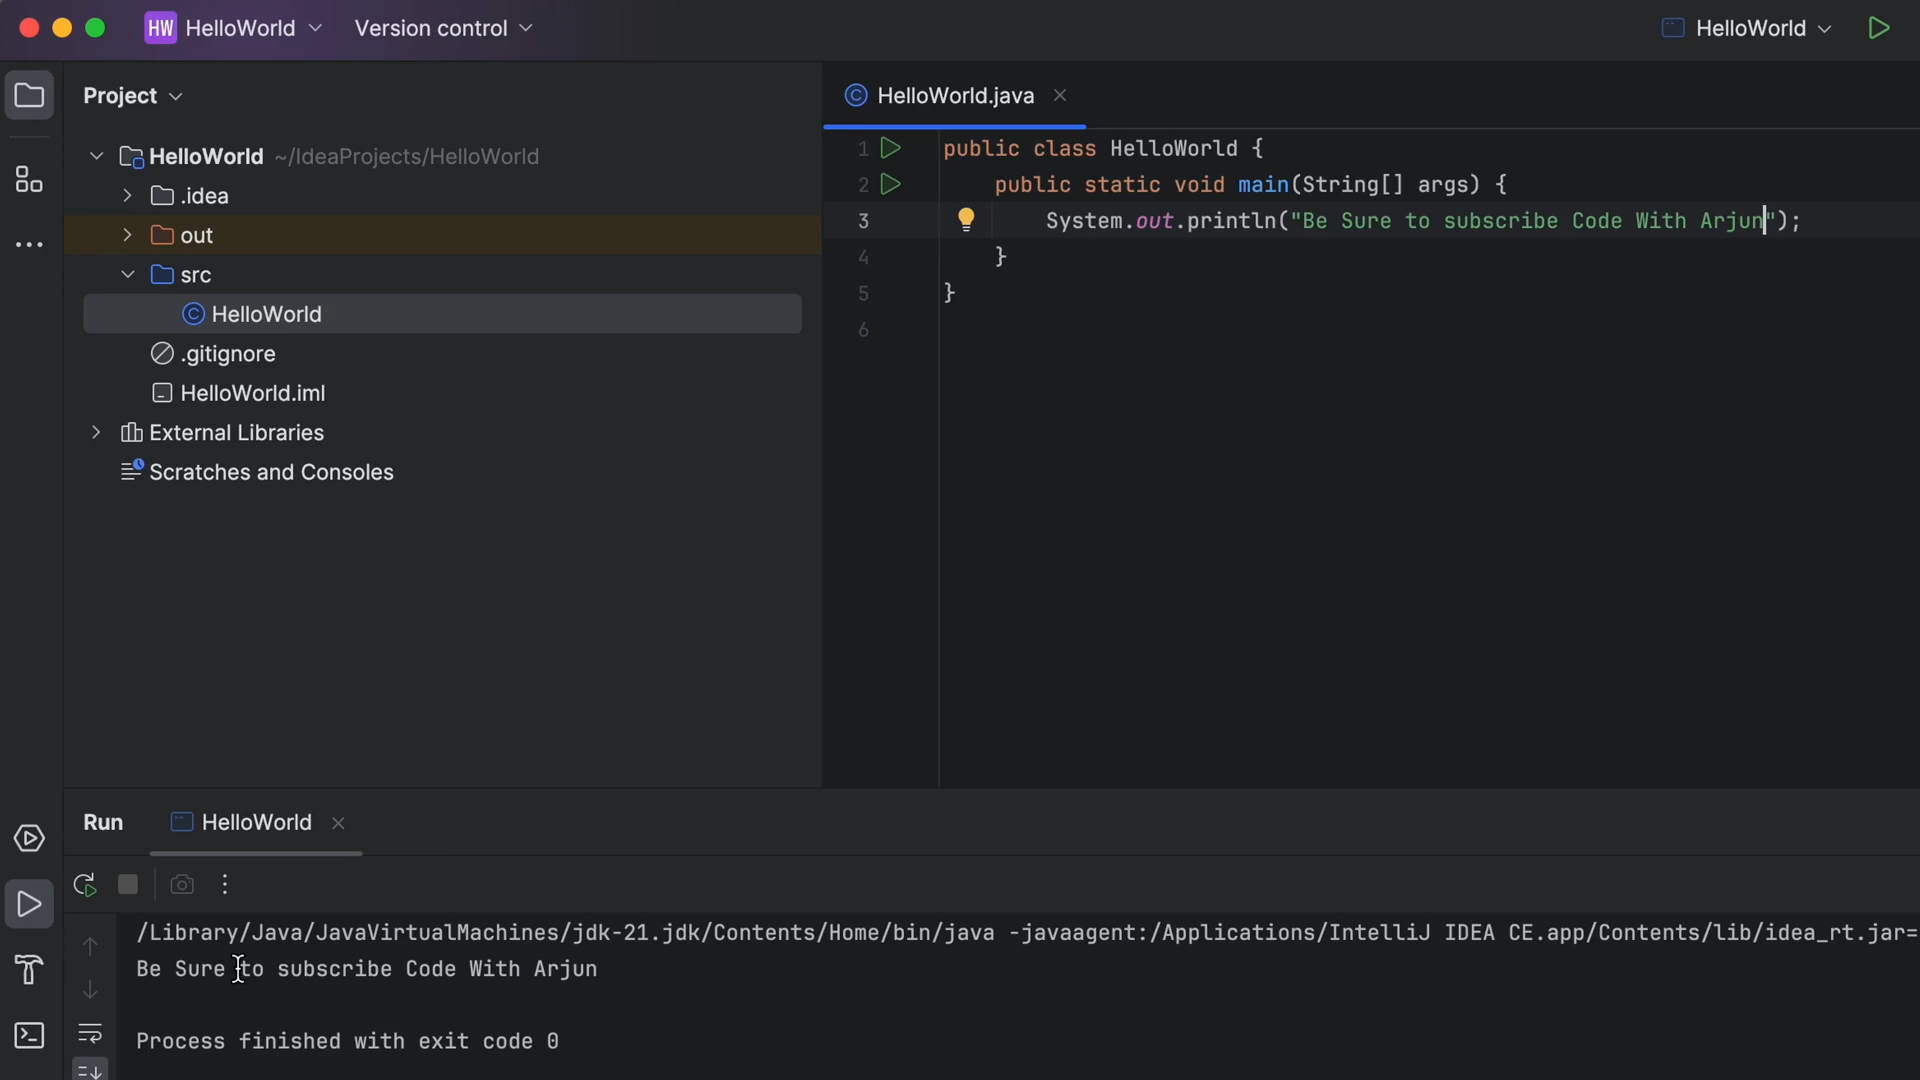 HW HelloWorld Version control HelloWorld
Project
HelloWorld.java
HelloWorld ~/IdeaProjects/HelloWorld
.idea
out
src
HelloWorld
.gitignore
HelloWorld.iml
External Libraries
Scratches and Consoles
1 public class HelloWorld {
2 public static void main(String[] args) {
3 System.out.println("Be Sure to subscribe Code With Arjun");
4 }
5 }
6
Run HelloWorld
/Library/Java/JavaVirtualMachines/jdk-21.jdk/Contents/Home/bin/java -javaagent:/Applications/IntelliJ IDEA CE.app/Contents/lib/idea_rt.jar=
Be Sure to subscribe Code With Arjun
Process finished with exit code 0